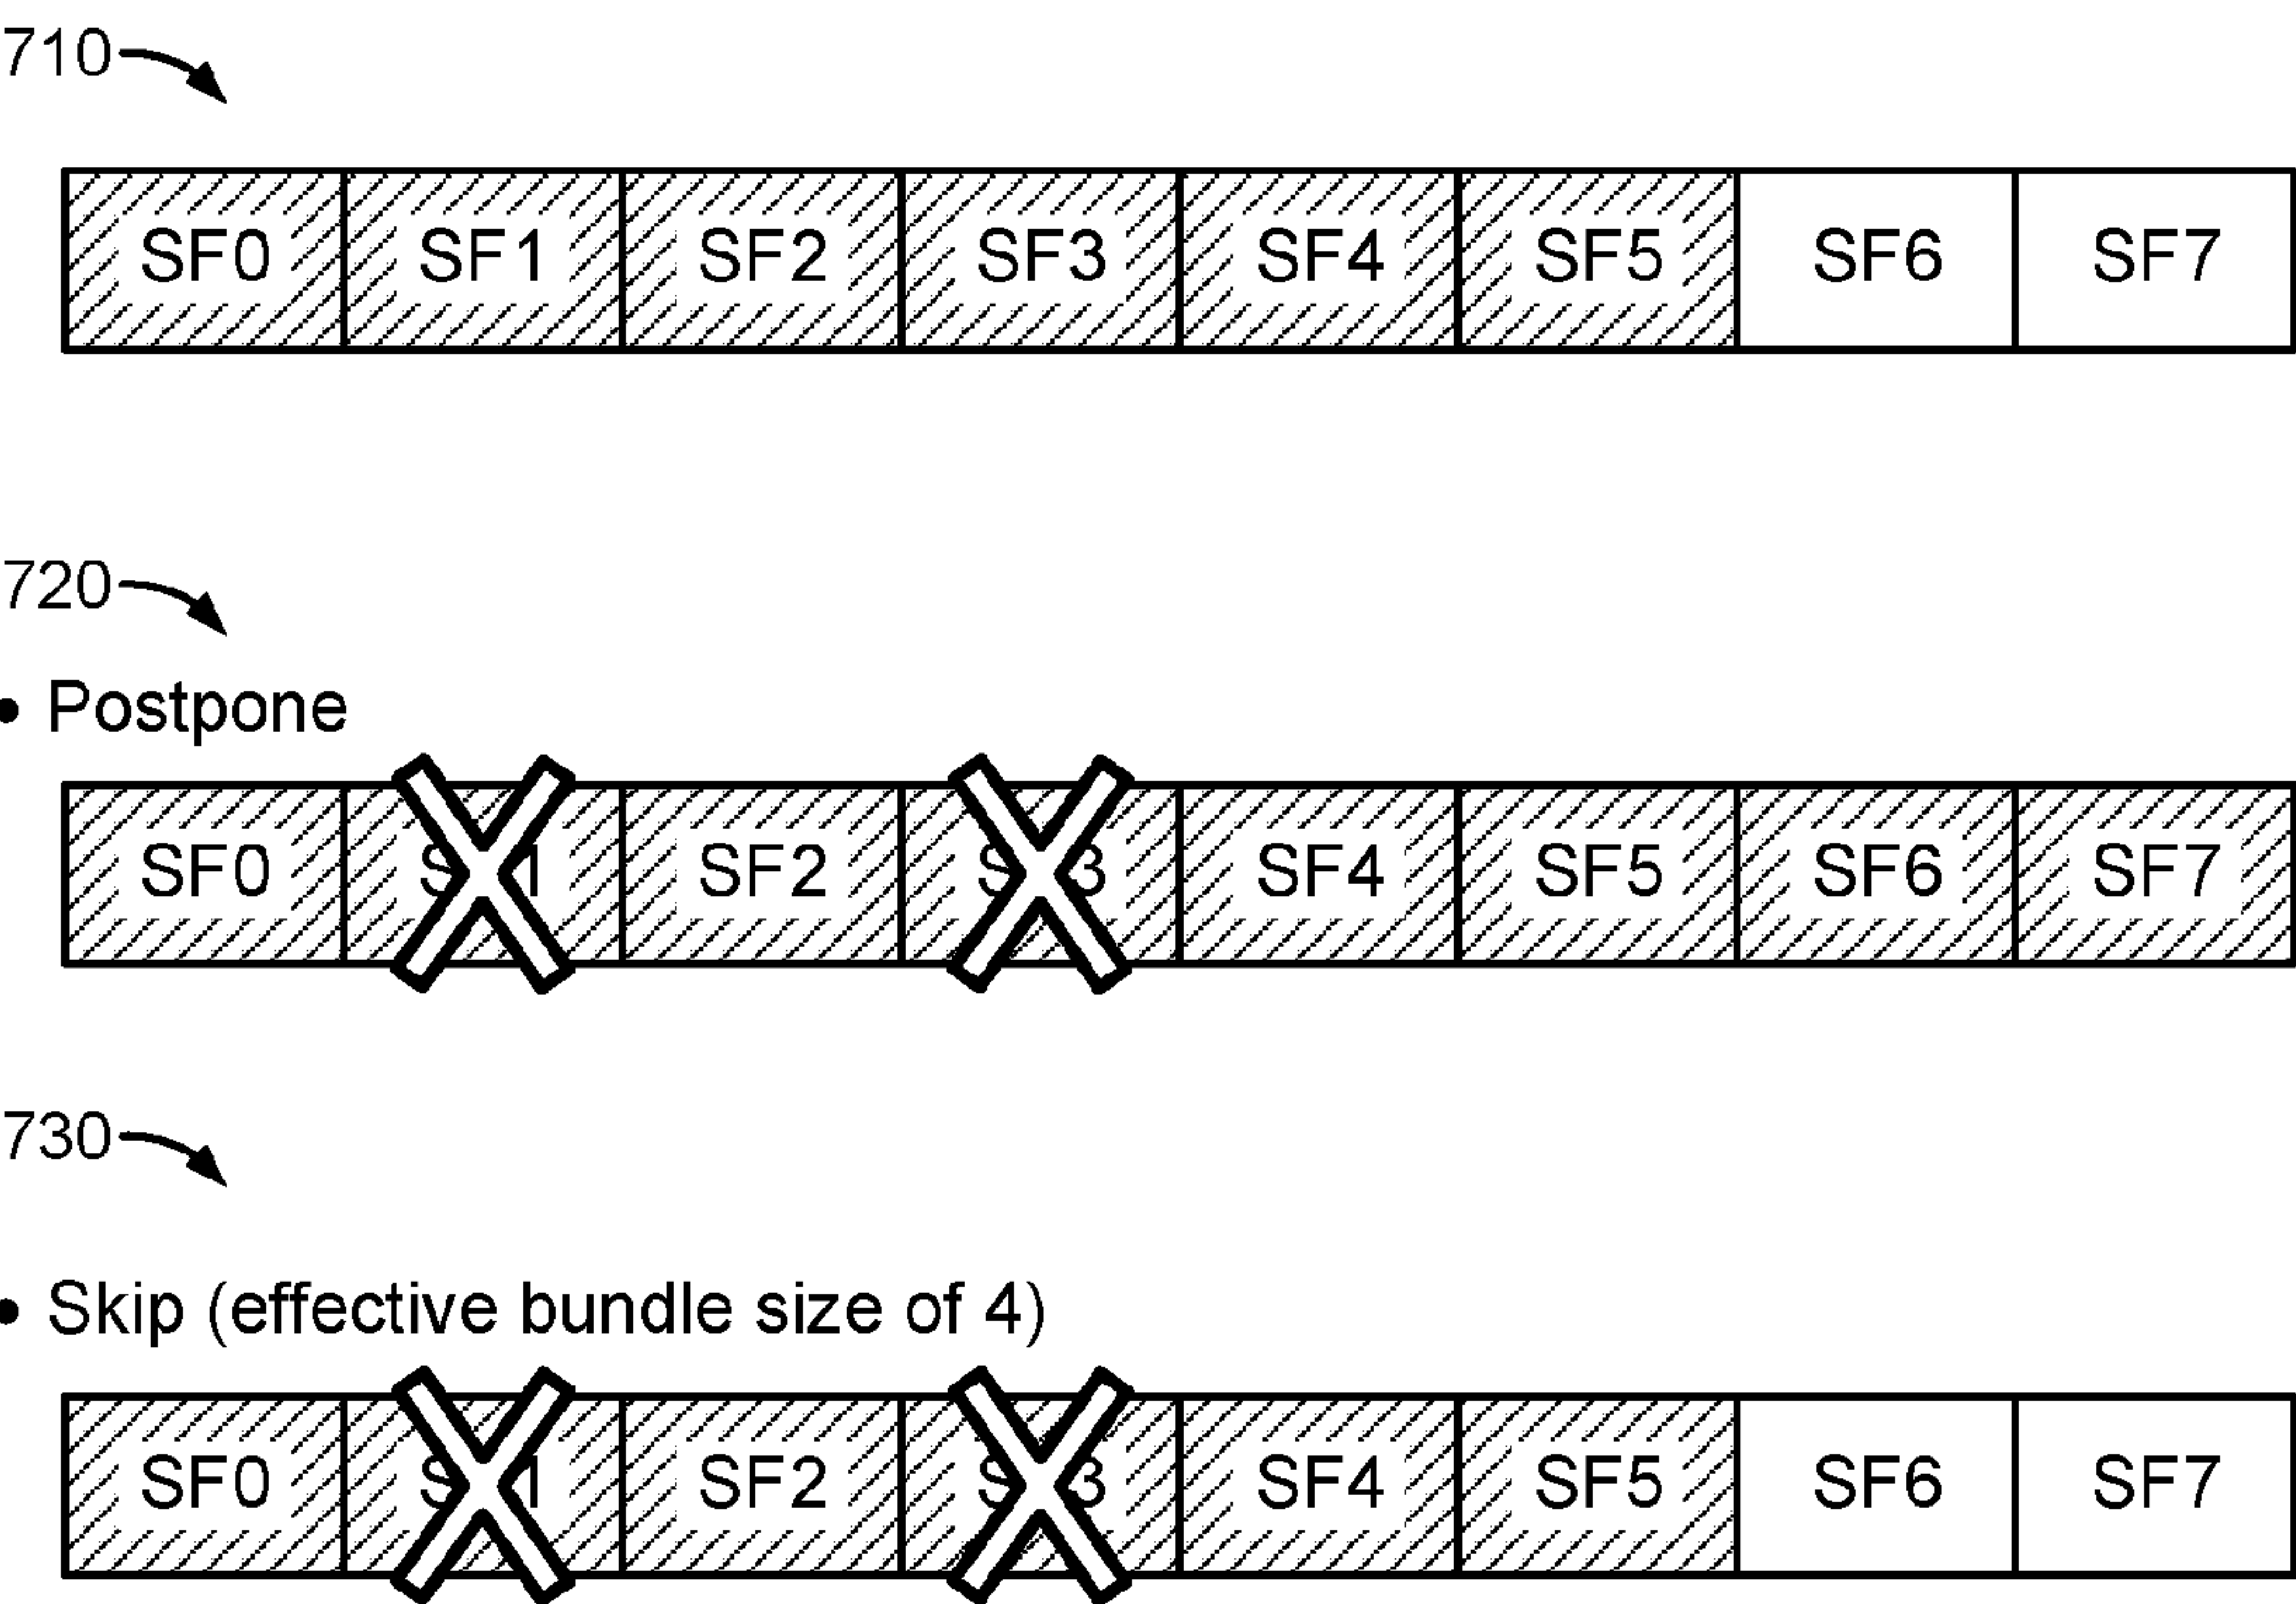 710
SF0 SF1 SF2 SF3 SF4 SF5 SF6 SF7
720
• Postpone
SF0 SF2 SF4 SF5 SF6 SF7
730
• Skip (effective bundle size of 4)
SF0 SF2 SF4 SF5 SF6 SF7